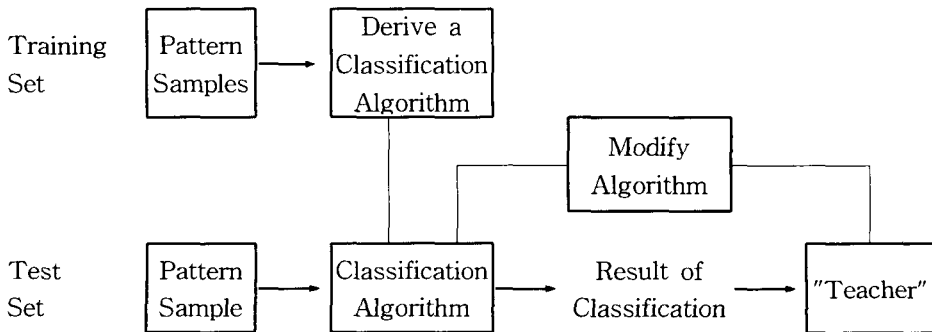 Training
Set
Pattern
Samples
Derive a
Classification
Algorithm
Modify
Algorithm
Test
Set
Pattern
Sample
Classification
Algorithm
Result of
Classification
"Teacher"